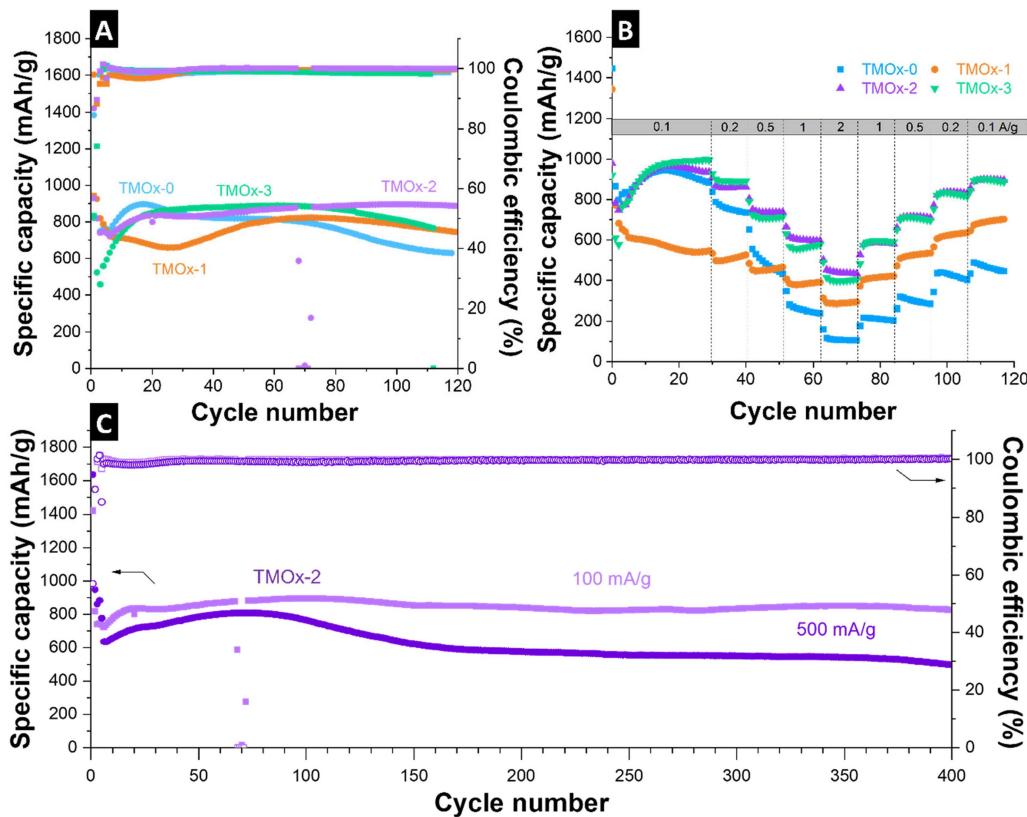 A
Specific capacity (mAh/g)
1800
1600
1400
1200
1000
800
600
400
200
0
TMOx-0
TMOx-3
TMOx-2
TMOx-1
100
80
60
40
20
0
Coulombic efficiency (%)
0 20 40 60 80 100 120
Cycle number
B
Specific capacity (mAh/g)
1600
1400
1200
1000
800
600
400
200
0
TMOx-0 TMOx-1
TMOx-2 TMOx-3
0.1 0.2 0.5 1 2 1 0.5 0.2 0.1 A/g
0 20 40 60 80 100 120
Cycle number
C
Specific capacity (mAh/g)
1800
1600
1400
1200
1000
800
600
400
200
0
TMOx-2
100 mA/g
500 mA/g
100
80
60
40
20
0
Coulombic efficiency (%)
0 50 100 150 200 250 300 350 400
Cycle number